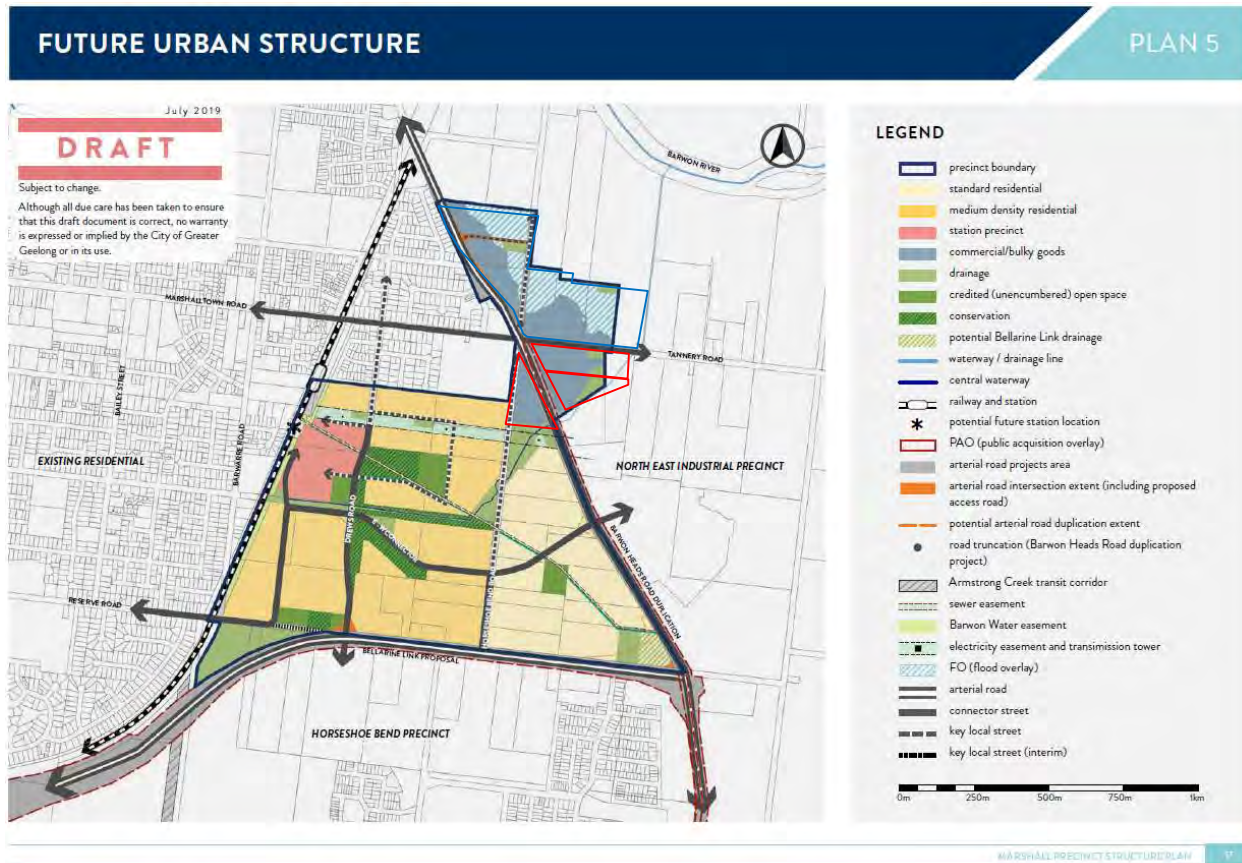 FUTURE URBAN STRUCTURE
PLAN 5
July 2019
DRAFT
Subject to change.
Although all due care has been taken to ensure
that this draft document is correct, no warranty
is expressed or implied by the City of Greater
Geelong or in its use.
BARWON RIVER
MARSHALLTOWN ROAD
TANNERY ROAD
BAILEY STREET
BARWARRE ROAD
EXISTING RESIDENTIAL
NORTH EAST INDUSTRIAL PRECINCT
DREWS ROAD
E-W CONNECTOR
HORSESHOE BEND ROAD
BARWON HEADS ROAD DUPLICATION
RESERVE ROAD
BELLARINE LINK PROPOSAL
HORSESHOE BEND PRECINCT
LEGEND
precinct boundary
standard residential
medium density residential
station precinct
commercial/bulky goods
drainage
credited (unencumbered) open space
conservation
potential Bellarine Link drainage
waterway / drainage line
central waterway
railway and station
potential future station location
PAO (public acquisition overlay)
arterial road projects area
arterial road intersection extent (including proposed
access road)
potential arterial road duplication extent
road truncation (Barwon Heads Road duplication
project)
Armstrong Creek transit corridor
sewer easement
Barwon Water easement
electricity easement and transimission tower
FO (flood overlay)
arterial road
connector street
key local street
key local street (interim)
0m 250m 500m 750m 1km
MARSHALL PRECINCT STRUCTURE PLAN 17